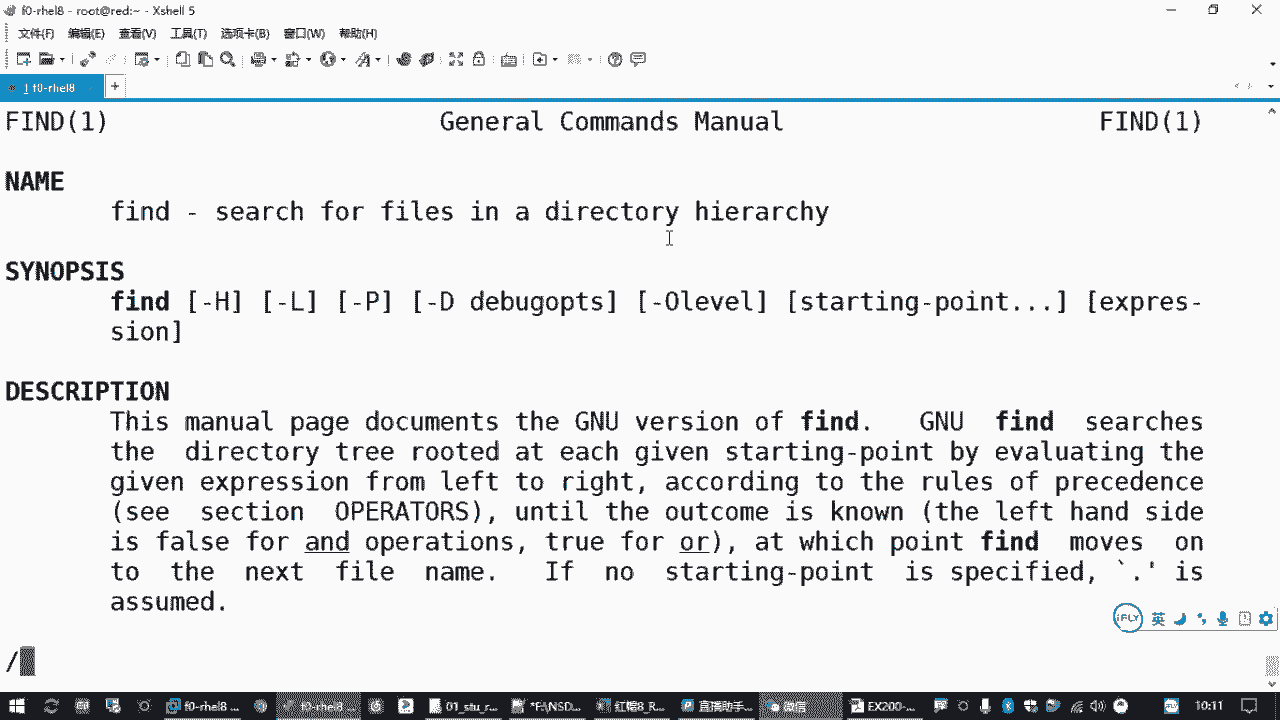 f0-rhel8 - root@red:~ - Xshell 5
文件(F) 编辑(E) 查看(V) 工具(T) 选项卡(B) 窗口(W) 帮助(H)
1 f0-rhel8
FIND(1) General Commands Manual FIND(1)
NAME
find - search for files in a directory hierarchy
SYNOPSIS
find [-H] [-L] [-P] [-D debugopts] [-Olevel] [starting-point...] [expres-
sion]
DESCRIPTION
This manual page documents the GNU version of find. GNU find searches
the directory tree rooted at each given starting-point by evaluating the
given expression from left to right, according to the rules of precedence
(see section OPERATORS), until the outcome is known (the left hand side
is false for and operations, true for or), at which point find moves on
to the next file name. If no starting-point is specified, `.' is
assumed.
iFLY 英
/
f0-rhel8 ... f0-rhel8... 01_stu_r... *F:\NSD... 红帽8_R... 直播助手... 微信 EX200-... 10:11